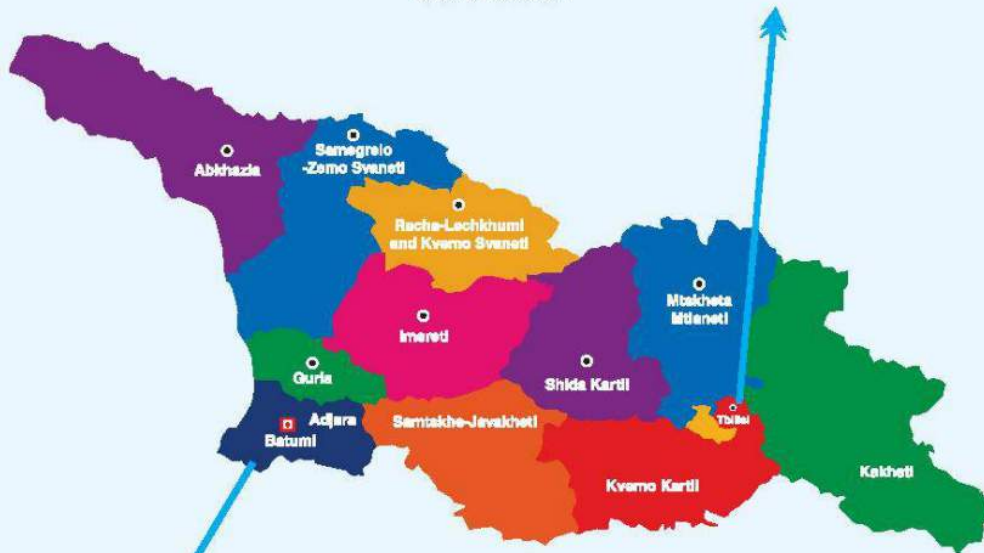 Abkhazia
Samegrelo
-Zemo Svaneti
Racha-Lechkhumi
and Kvemo Svaneti
Mtskheta
Mtianeti
Imereti
Guria
Shida Kartli
Adjara
Batumi
Samtskhe-Javakheti
Tbilisi
Kvemo Kartli
Kakheti